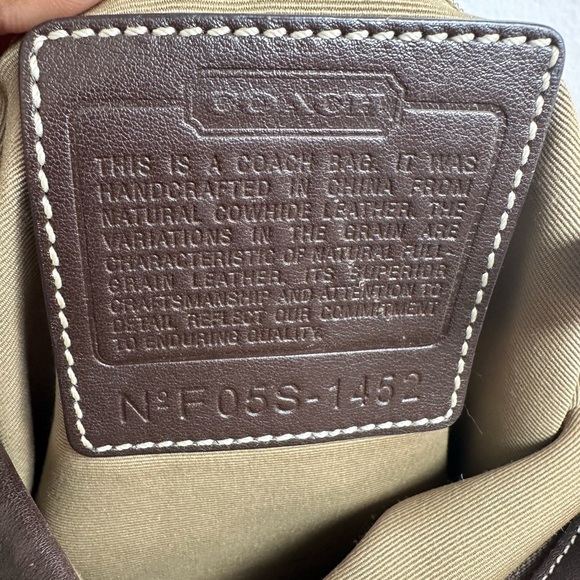 COACH
THIS IS A COACH BAG. IT WAS
HANDCRAFTED IN CHINA FROM
NATURAL COWHIDE LEATHER. THE
VARIATIONS IN THE GRAIN ARE
CHARACTERISTIC OF NATURAL FULL
GRAIN LEATHER. ITS SUPERIOR
CRAFTSMANSHIP AND ATTENTION TO
DETAIL REFLECT OUR COMMITMENT
TO ENDURING QUALITY.
Nº F05S-1452